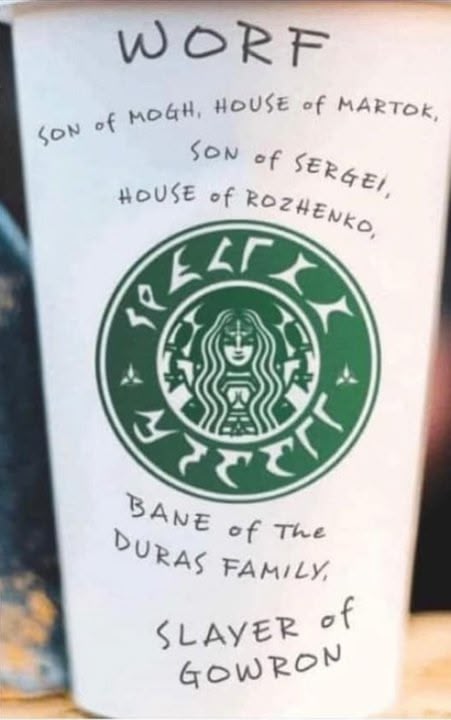 WORF
SON of MOGH, HOUSE of MARTOK,
SON of SERGEI,
HOUSE of ROZHENKO,
BANE of The
DURAS FAMILY,
SLAYER of
GOWRON